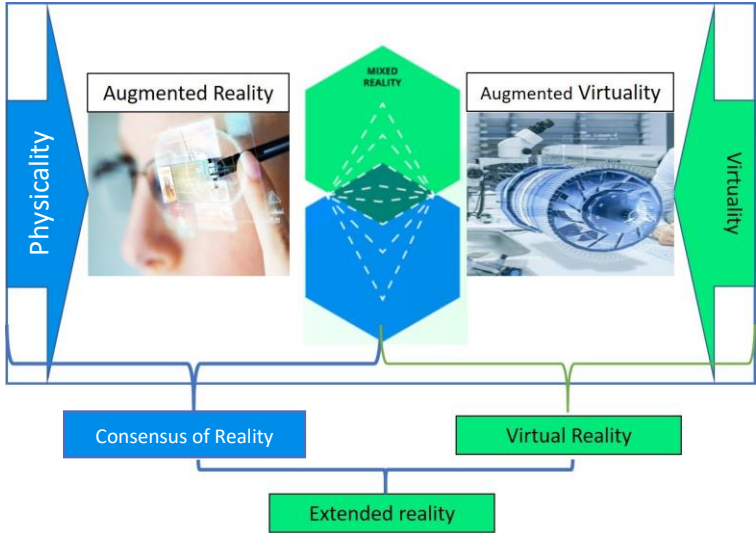 MIXED
REALITY
Augmented Reality
Augmented Virtuality
Physicality
Virtuality
Consensus of Reality
Virtual Reality
Extended reality